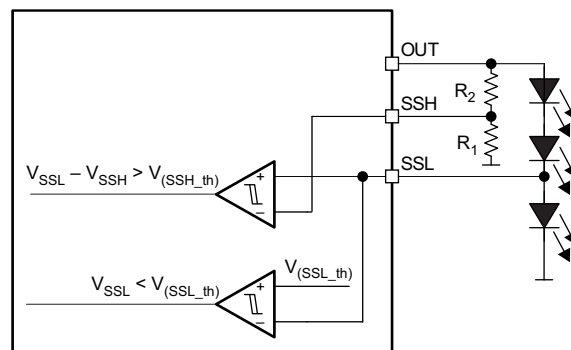 OUT
R2
SSH
R1
SSL
VSSL – VSSH > V(SSH_th)
+
–
V(SSL_th)
VSSL < V(SSL_th)
+
–